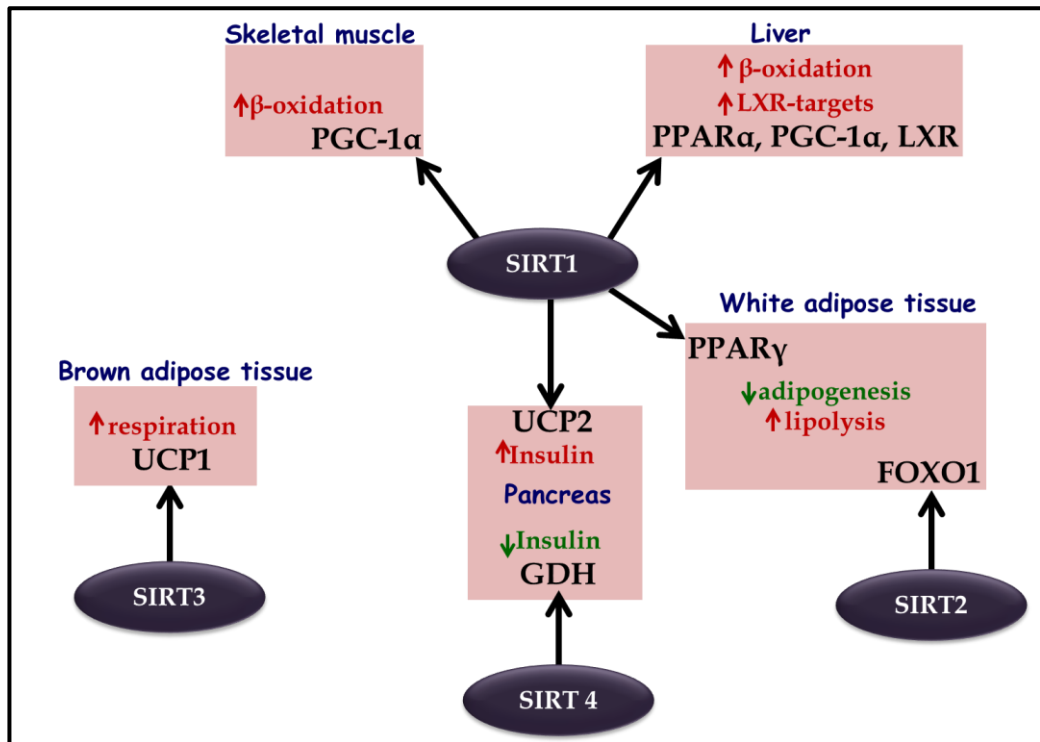 Skeletal muscle
↑β-oxidation
PGC-1α
Liver
↑ β-oxidation
↑ LXR-targets
PPARα, PGC-1α, LXR
SIRT1
White adipose tissue
PPARγ
↓adipogenesis
↑ lipolysis
FOXO1
Brown adipose tissue
↑ respiration
UCP1
UCP2
↑Insulin
Pancreas
↓Insulin
GDH
SIRT3
SIRT2
SIRT 4